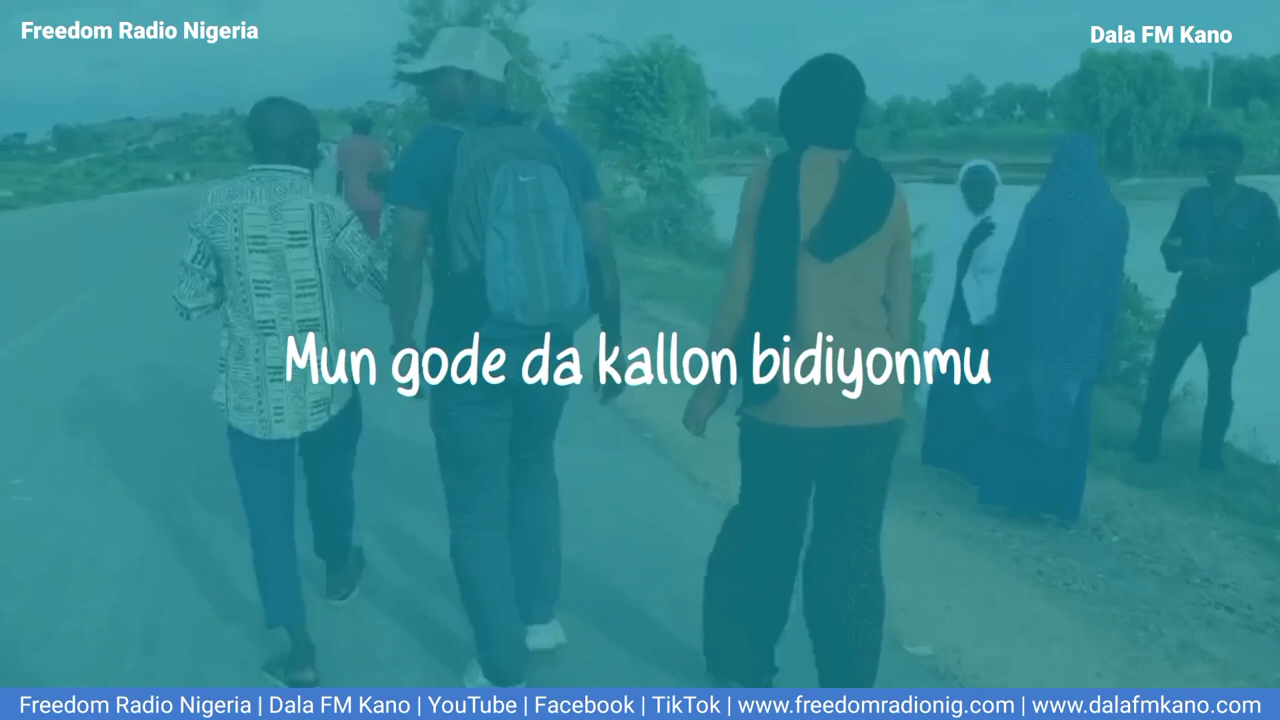 Freedom Radio Nigeria
Dala FM Kano
Mun gode da kallon bidiyonmu
Freedom Radio Nigeria | Dala FM Kano | YouTube | Facebook | TikTok | www.freedomradionig.com | www.dalafmkano.com